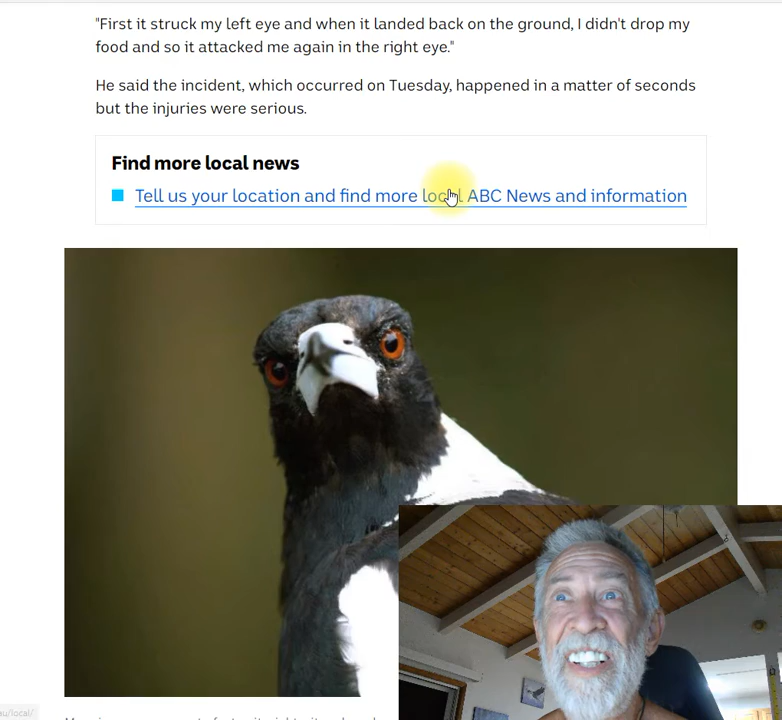 "First it struck my left eye and when it landed back on the ground, I didn't drop my
food and so it attacked me again in the right eye."
He said the incident, which occurred on Tuesday, happened in a matter of seconds
but the injuries were serious.
Find more local news
Tell us your location and find more local ABC News and information
au/local/